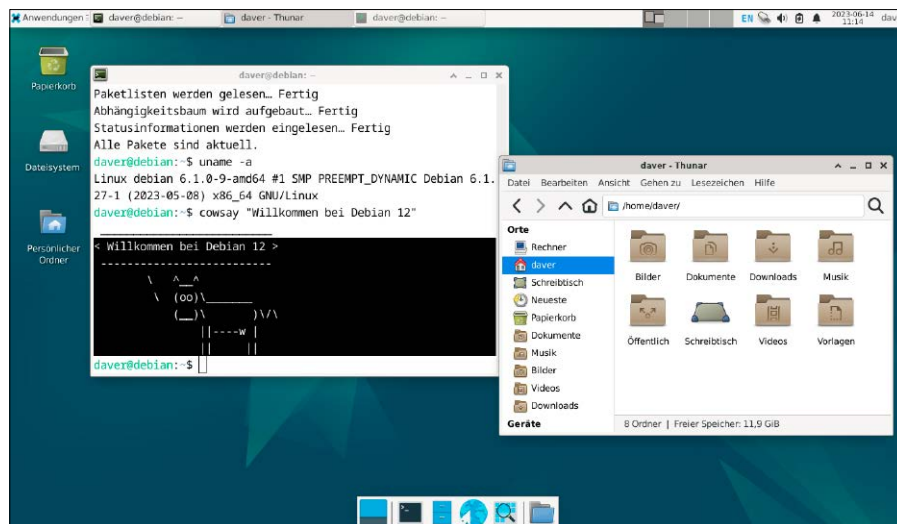 Anwendungen
daver@debian: ~
daver - Thunar
daver@debian: ~
EN
2023-06-14
11:14
dav
Papierkorb
Dateisystem
Persönlicher
Ordner
daver@debian: ~
Paketlisten werden gelesen… Fertig
Abhängigkeitsbaum wird aufgebaut… Fertig
Statusinformationen werden eingelesen… Fertig
Alle Pakete sind aktuell.
daver@debian:~$ uname -a
Linux debian 6.1.0-9-amd64 #1 SMP PREEMPT_DYNAMIC Debian 6.1.
27-1 (2023-05-08) x86_64 GNU/Linux
daver@debian:~$ cowsay "Willkommen bei Debian 12"
< Willkommen bei Debian 12 >
daver@debian:~$
daver - Thunar
Datei Bearbeiten Ansicht Gehen zu Lesezeichen Hilfe
/home/daver/
Orte
Rechner
daver
Schreibtisch
Neueste
Papierkorb
Dokumente
Musik
Bilder
Videos
Downloads
Geräte
Bilder Dokumente Downloads Musik
Öffentlich Schreibtisch Videos Vorlagen
8 Ordner | Freier Speicher: 11,9 GiB